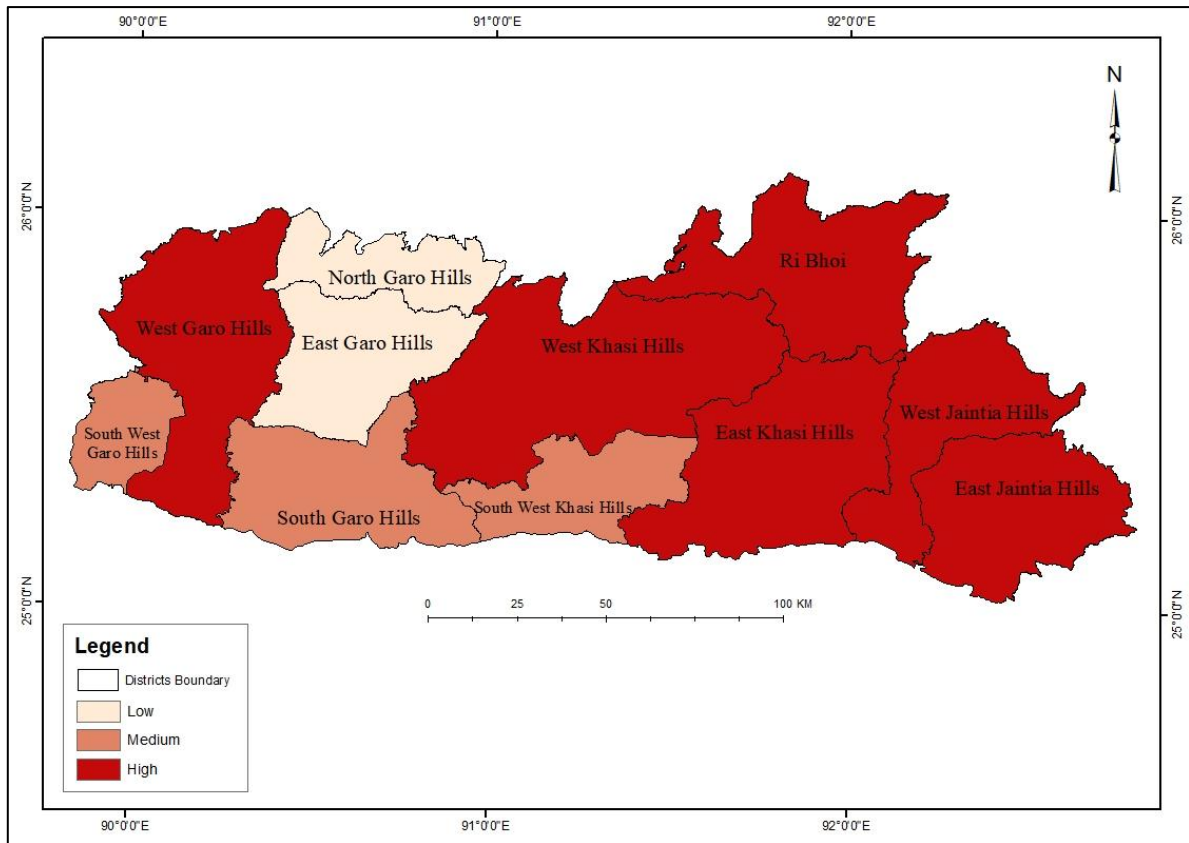 90°0'0"E
91°0'0"E
92°0'0"E
N
26°0'0"N
26°0'0"N
Ri Bhoi
North Garo Hills
West Garo Hills
East Garo Hills
West Khasi Hills
South West
Garo Hills
East Khasi Hills
West Jaintia Hills
East Jaintia Hills
South Garo Hills
South West Khasi Hills
25°0'0"N
25°0'0"N
0 25 50 100 KM
Legend
Districts Boundary
Low
Medium
High
90°0'0"E
91°0'0"E
92°0'0"E